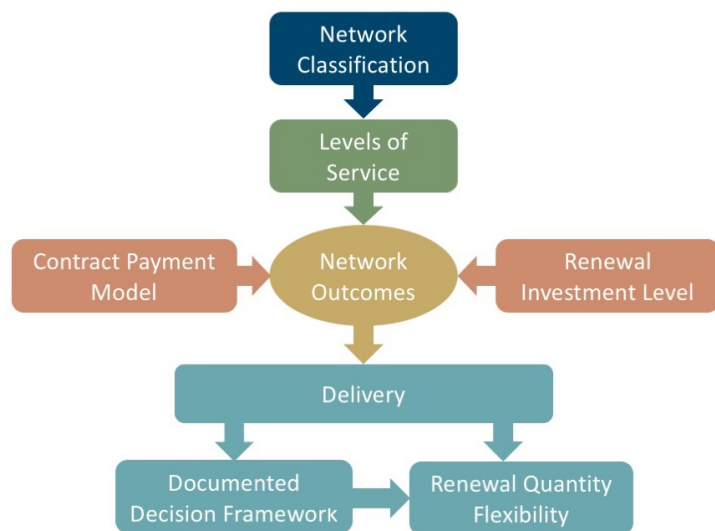 Network
Classification
Levels of
Service
Contract Payment
Model
Network
Outcomes
Renewal
Investment Level
Delivery
Documented
Decision Framework
Renewal Quantity
Flexibility